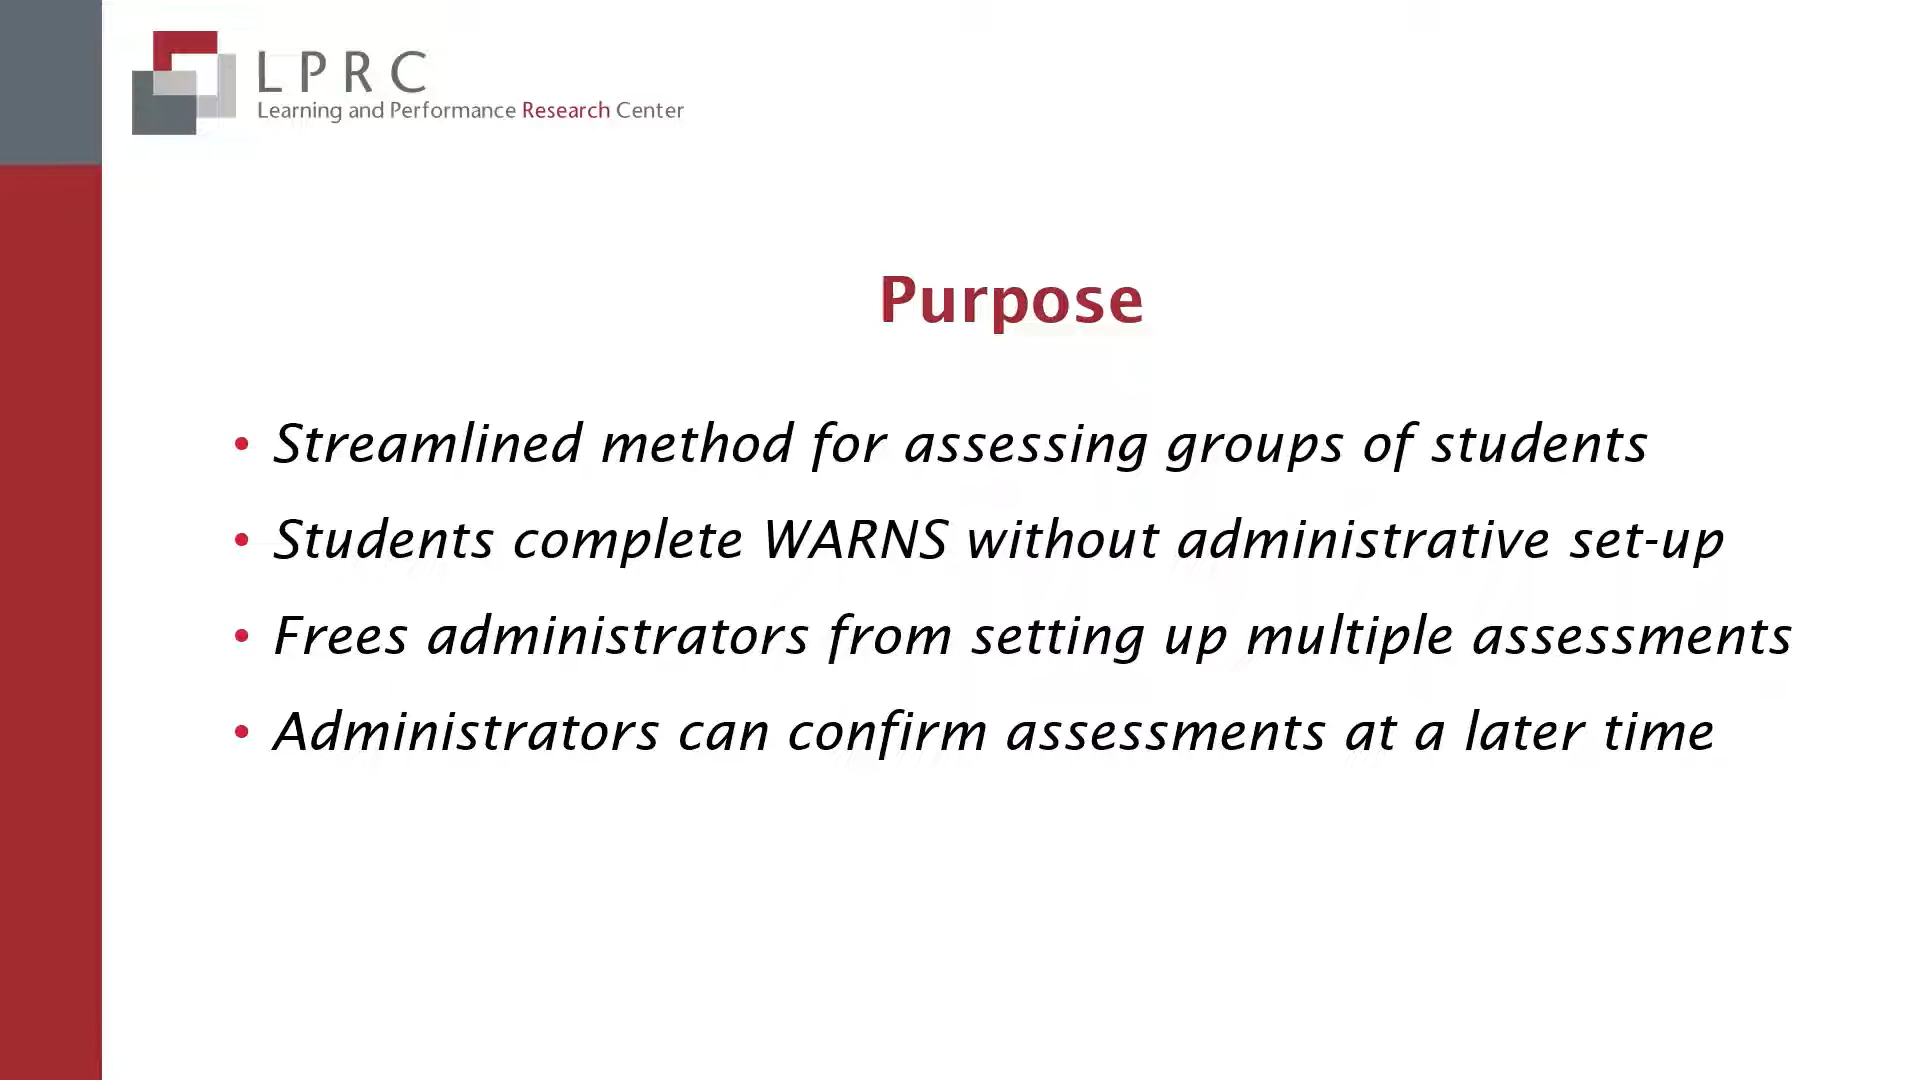 LPRC
Learning and Performance Research Center
Purpose
• Streamlined method for assessing groups of students
• Students complete WARNS without administrative set-up
• Frees administrators from setting up multiple assessments
• Administrators can confirm assessments at a later time